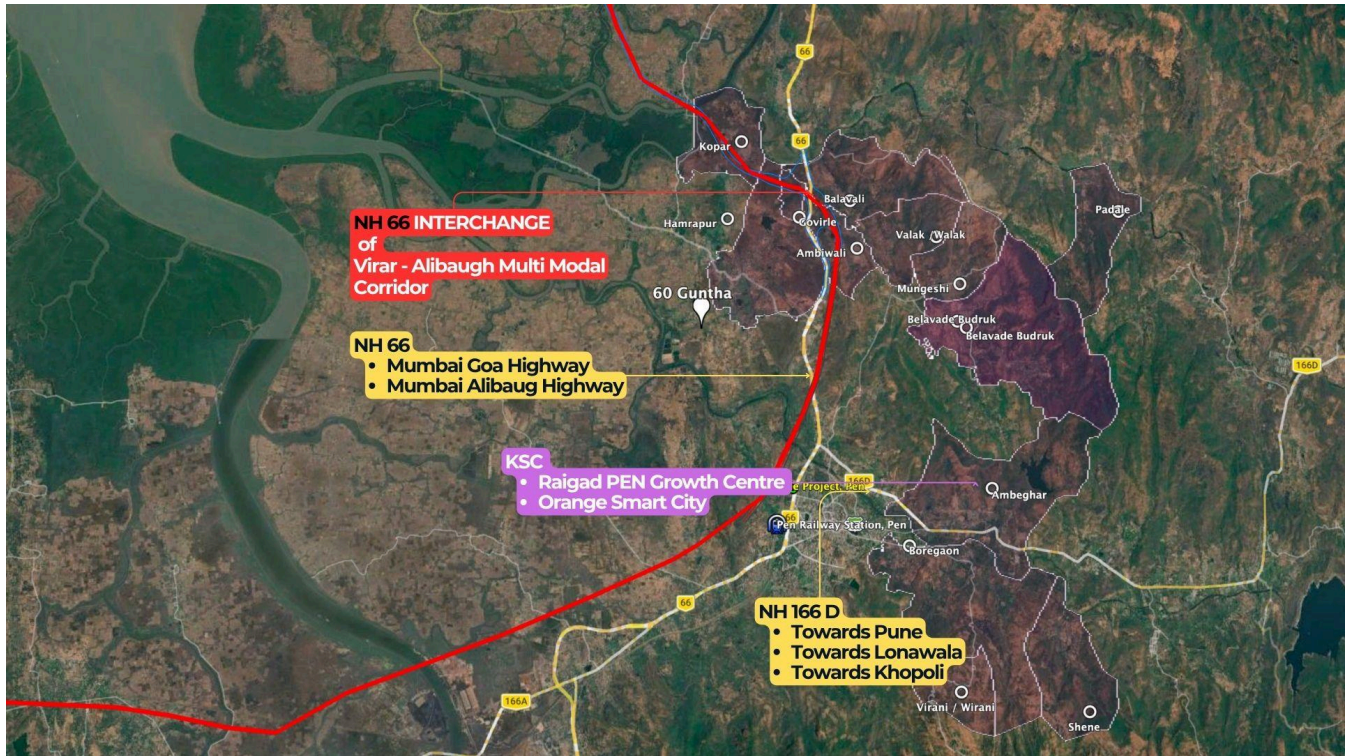 66
66
Kopar
Balavali
Padale
Hamrapur
Govirle
NH 66 INTERCHANGE
of
Virar - Alibaugh Multi Modal
Corridor
Valak /Walak
Ambiwali
Mungeshi
60 Guntha
Belavade Budruk
Belavade Budruk
NH 66
• Mumbai Goa Highway
• Mumbai Alibaug Highway
166D
KSC
• Raigad PEN Growth Centre
• Orange Smart City
166D
e Project, Pen
Ambeghar
66
Pen Railway Station, Pen
Boregaon
66
NH 166 D
• Towards Pune
• Towards Lonawala
• Towards Khopoli
166A
Virani / Wirani
Shene